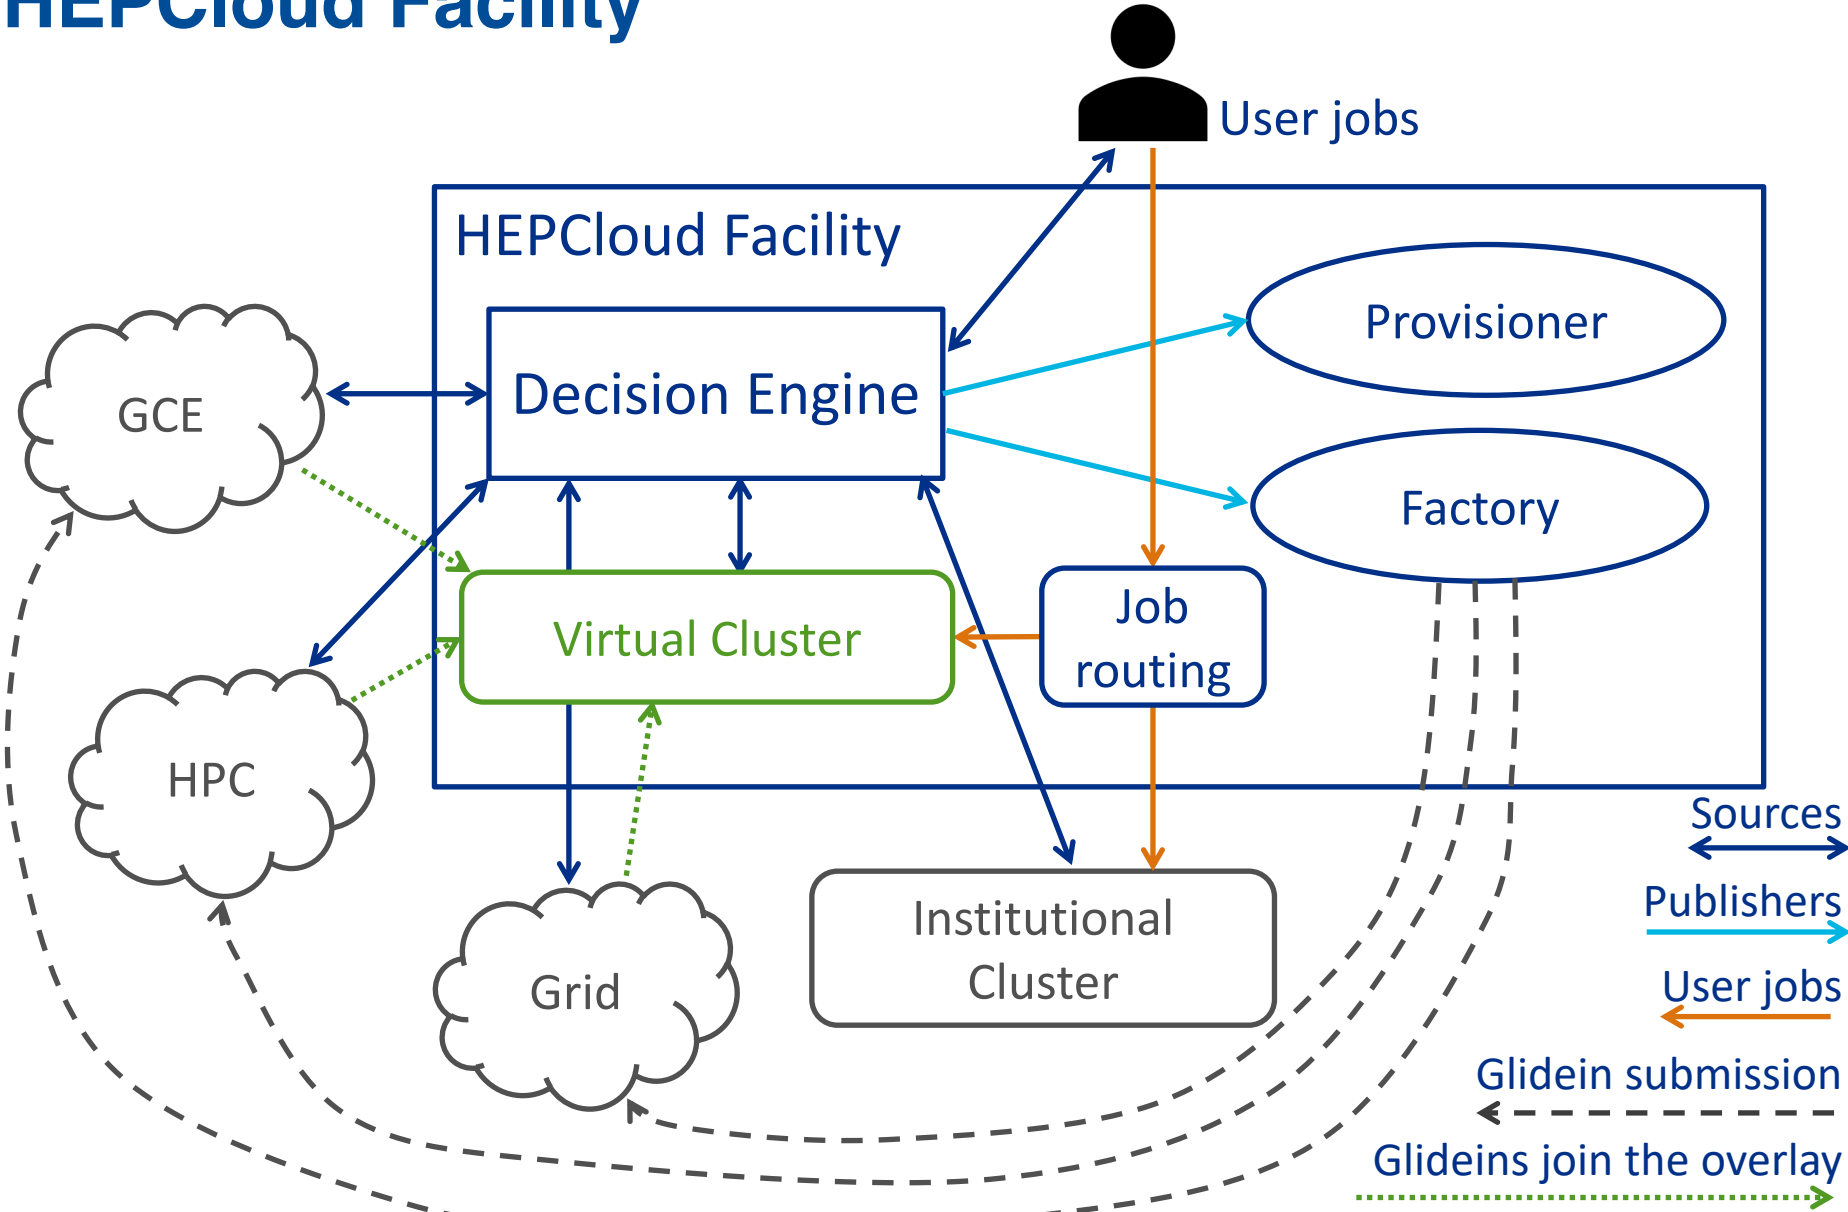 HEPCloud Facility
User jobs
HEPCloud Facility
Provisioner
Decision Engine
GCE
Factory
Job
routing
Virtual Cluster
HPC
Sources
Publishers
Institutional
Cluster
Grid
User jobs
Glidein submission
Glideins join the overlay